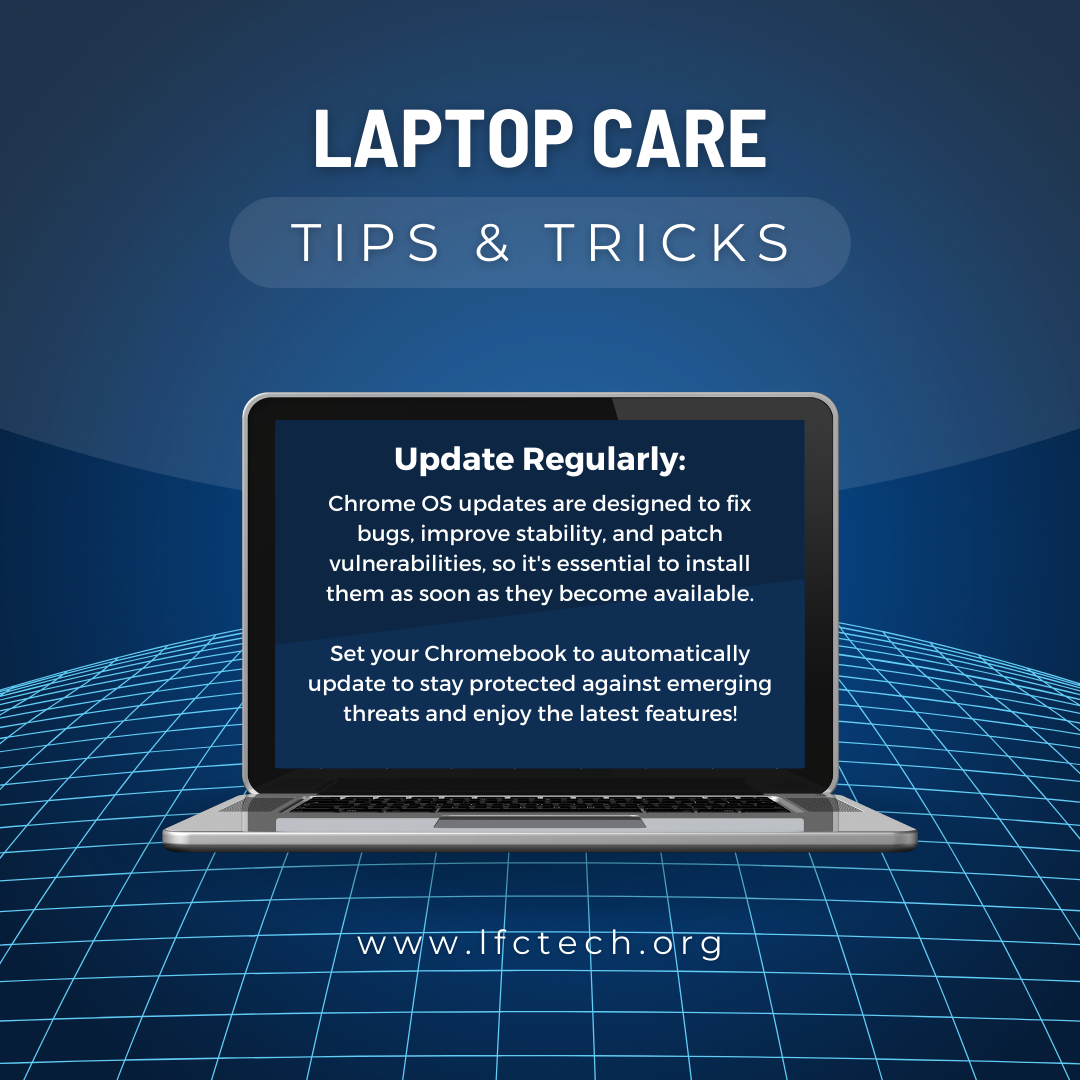 LAPTOP CARE
TIPS & TRICKS
Update Regularly:
Chrome OS updates are designed to fix
bugs, improve stability, and patch
vulnerabilities, so it's essential to install
them as soon as they become available.
Set your Chromebook to automatically
update to stay protected against emerging
threats and enjoy the latest features!
www.lfctech.org